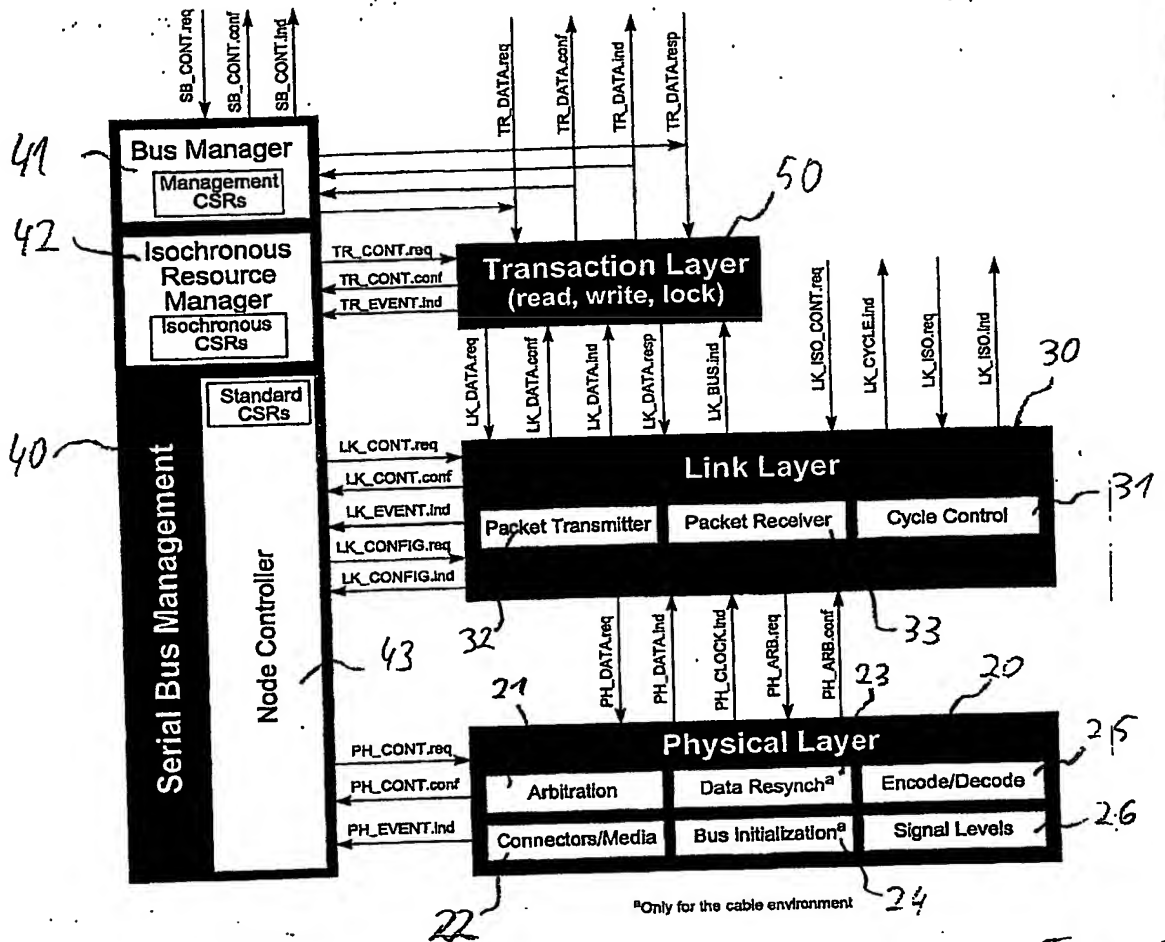 SB_CONT.req
SB_CONT.conf
SB_CONT.ind
TR_DATA.req
TR_DATA.conf
TR_DATA.ind
TR_DATA.resp
41
Bus Manager
Management
CSRs
42
Isochronous
Resource
Manager
Isochronous
CSRs
TR_CONT.req
TR_CONT.conf
TR_EVENT.ind
50
Transaction Layer
(read, write, lock)
LK_DATA.req
LK_DATA.conf
LK_DATA.ind
LK_DATA.resp
LK_BUS.ind
LK_ISO_CONT.req
LK_CYCLE.ind
LK_ISO.req
LK_ISO.ind
30
40
Serial Bus Management
Standard
CSRs
Node Controller
43
LK_CONT.req
LK_CONT.conf
LK_EVENT.ind
LK_CONFIG.req
LK_CONFIG.ind
Link Layer
Packet Transmitter
Packet Receiver
Cycle Control
31
32
33
PH_DATA.req
PH_DATA.ind
PH_CLOCK.ind
PH_ARB.req
PH_ARB.conf
21
23
20
PH_CONT.req
PH_CONT.conf
PH_EVENT.ind
Physical Layer
Arbitration
Data Resynchª
Encode/Decode
25
Connectors/Media
Bus Initializationª
Signal Levels
26
22
24
ªOnly for the cable environment